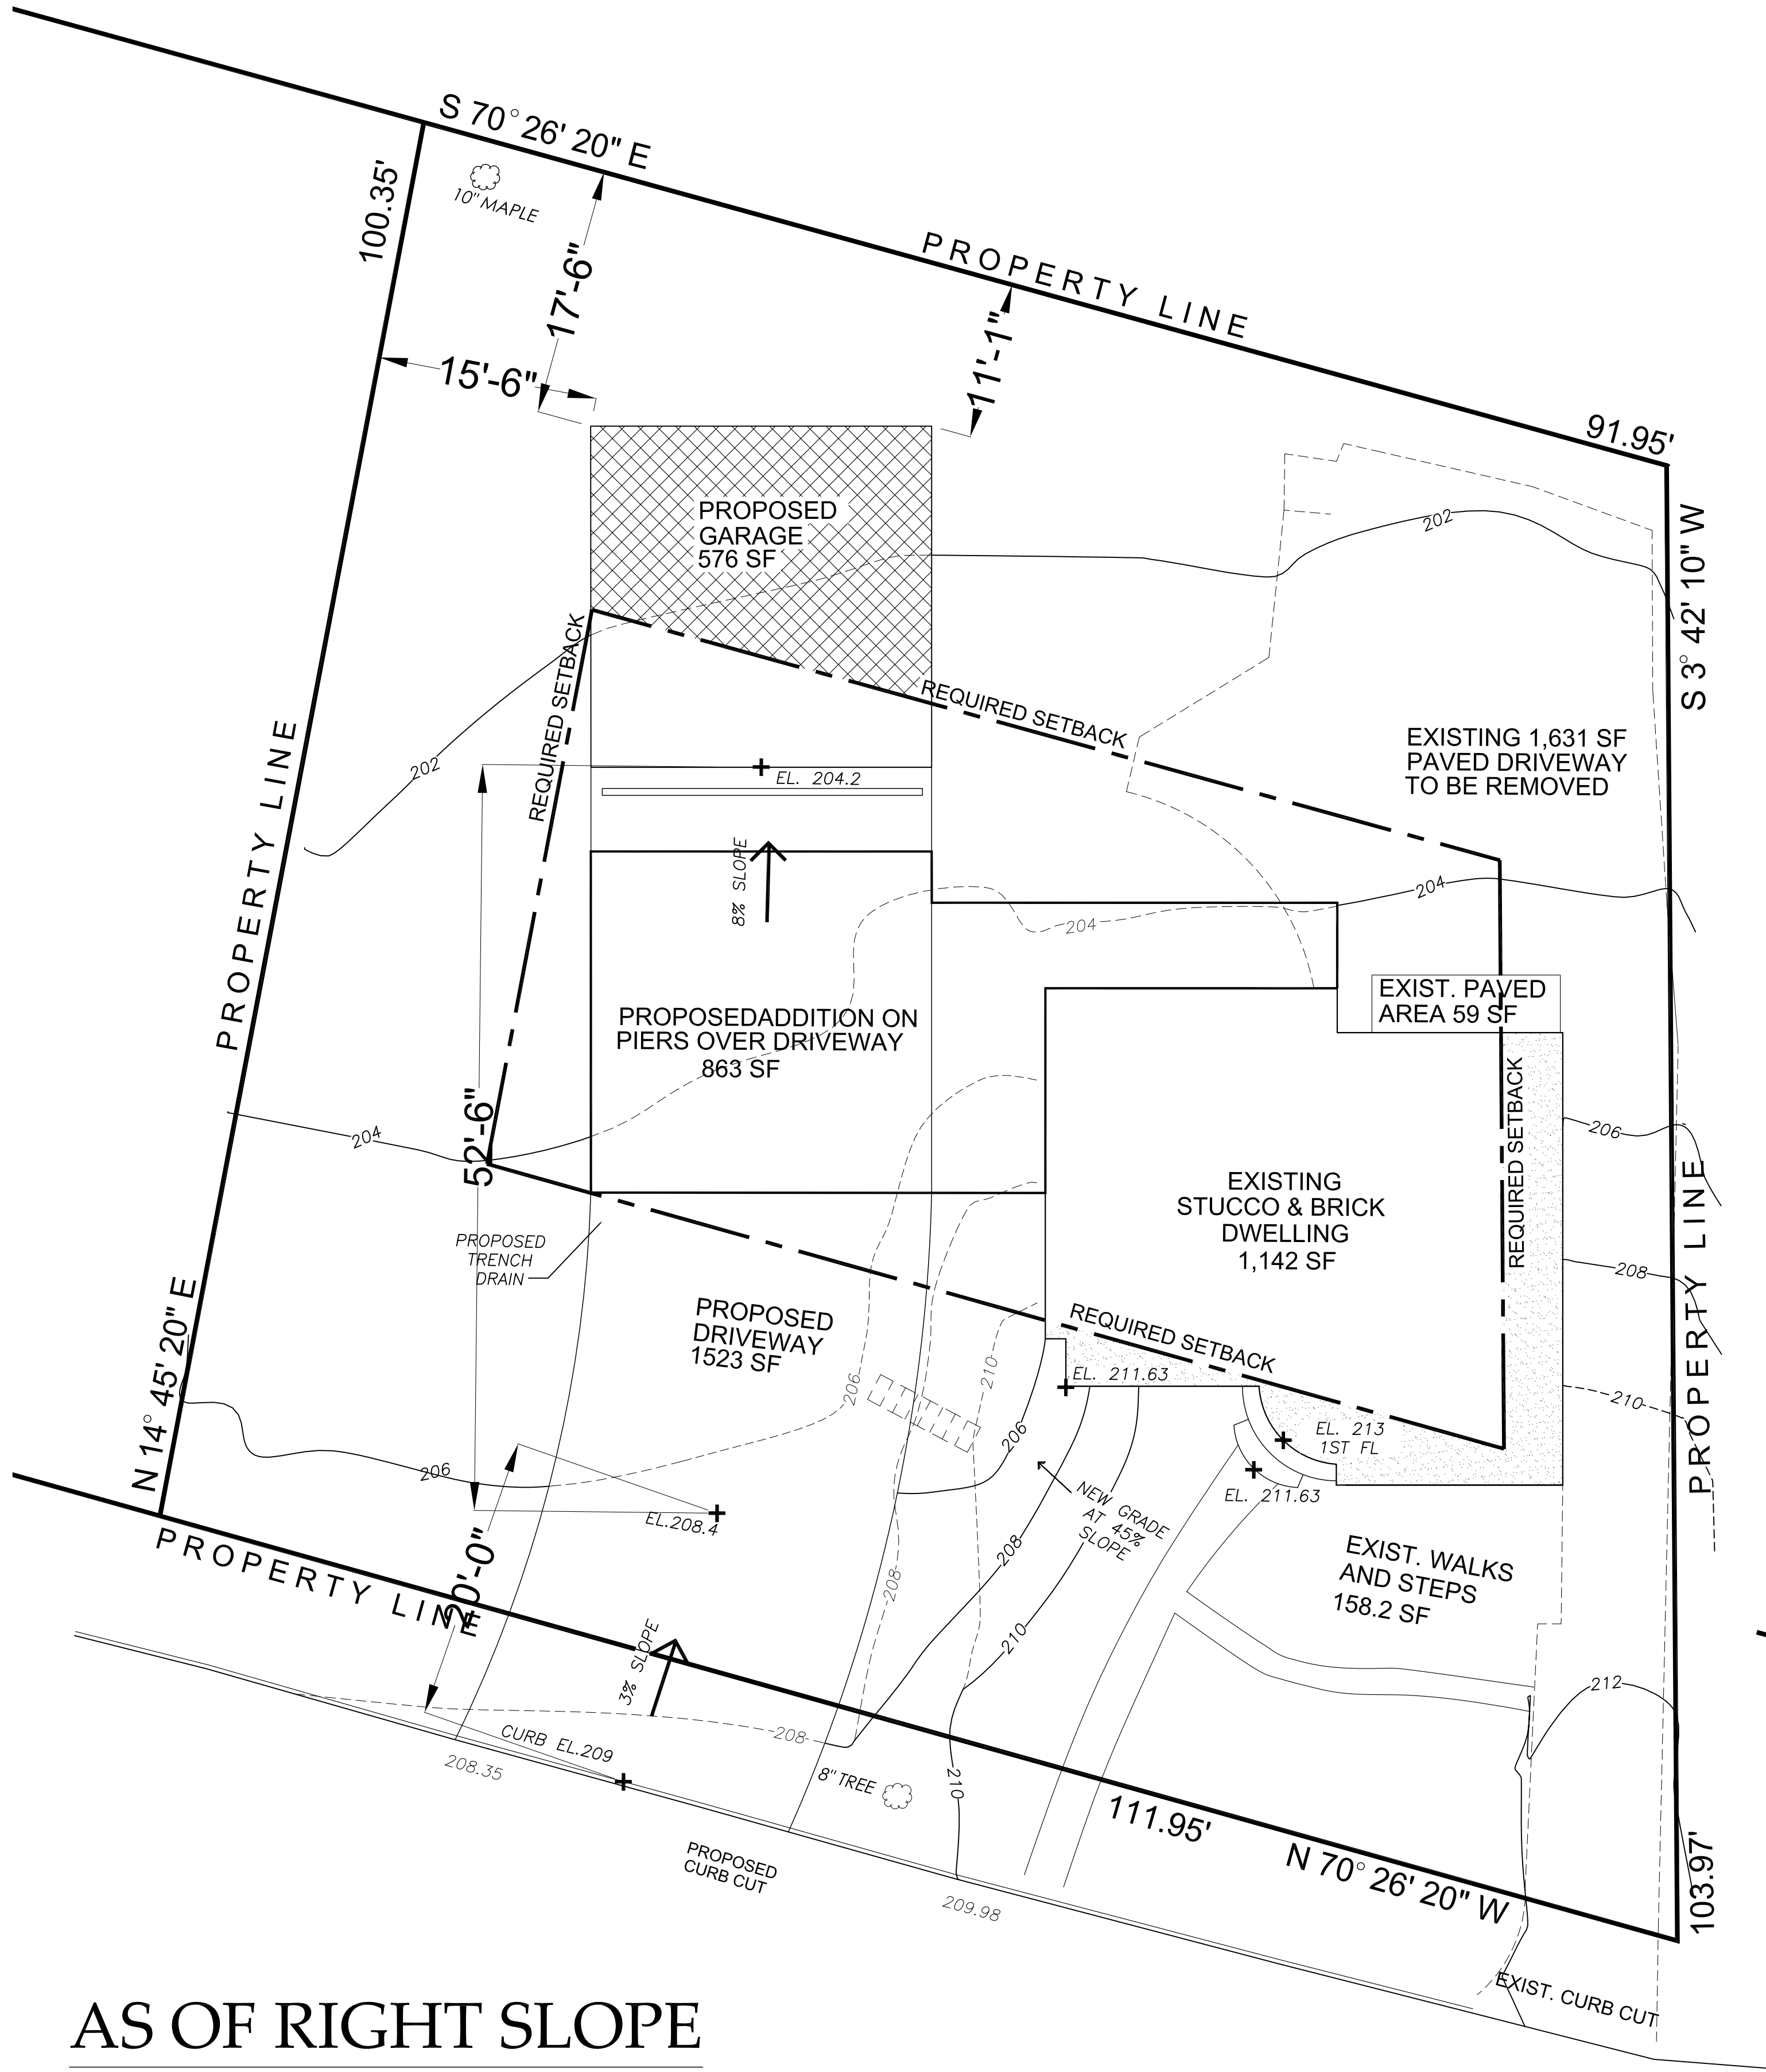 S 70° 26' 20" E
100.35'
10" MAPLE
17'-6"
PROPERTY LINE
15'-6"
11'-1"
91.95'
PROPOSED
GARAGE
576 SF
202
S 3° 42' 10" W
REQUIRED SETBACK
REQUIRED SETBACK
EXISTING 1,631 SF
PAVED DRIVEWAY
TO BE REMOVED
202
EL. 204.2
PROPERTY LINE
8% SLOPE
204
204
EXIST. PAVED
AREA 59 SF
PROPOSEDADDITION ON
PIERS OVER DRIVEWAY
863 SF
52'-6"
204
206
REQUIRED SETBACK
EXISTING
STUCCO & BRICK
DWELLING
1,142 SF
PROPERTY LINE
PROPOSED
TRENCH
DRAIN
208
N 14° 45' 20" E
PROPOSED
DRIVEWAY
1523 SF
REQUIRED SETBACK
206
210
EL. 211.63
210
206
EL. 213
1ST FL
206
EL. 211.63
EL.208.4
NEW GRADE
AT 45%
SLOPE
208
208
EXIST. WALKS
AND STEPS
158.2 SF
PROPERTY LINE
20'-0"
210
3% SLOPE
212
CURB EL.209
208
208.35
8" TREE
210
111.95'
N 70° 26' 20" W
103.97'
PROPOSED
CURB CUT
209.98
EXIST. CURB CUT
AS OF RIGHT SLOPE